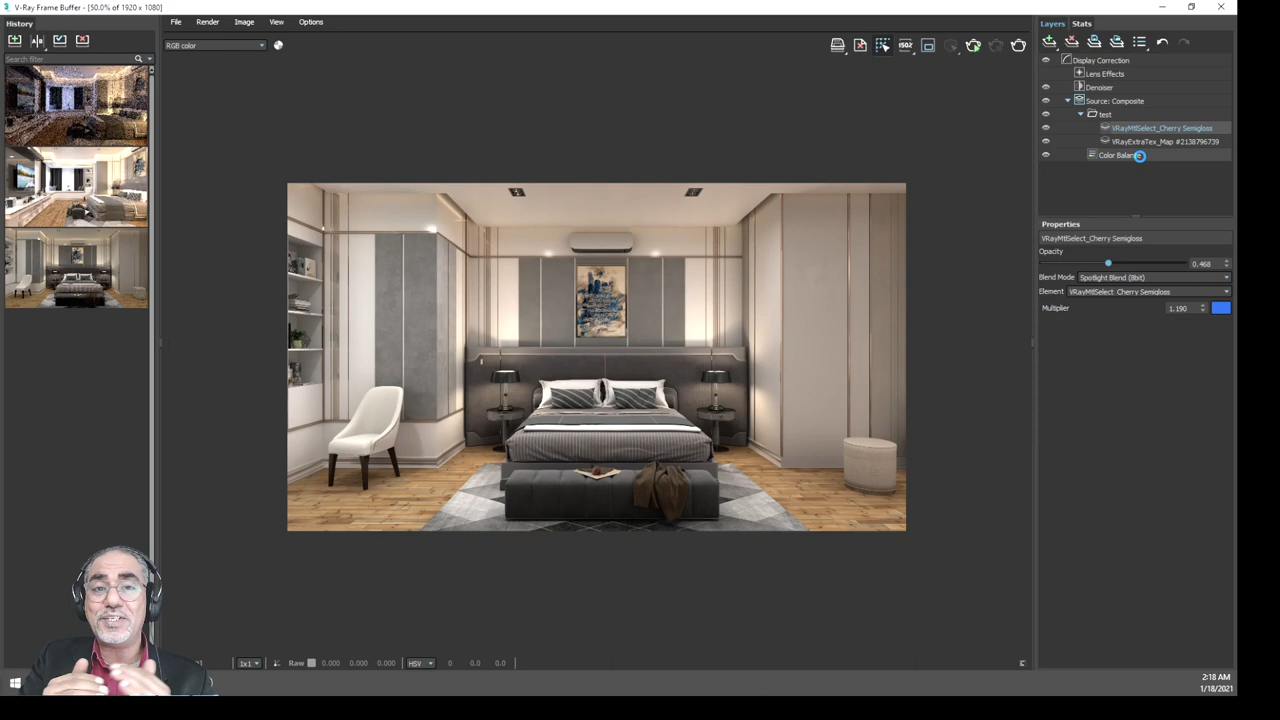 V-Ray Frame Buffer - [50.0% of 1920 x 1080]
History
File Render Image View Options
Layers Stats
RGB color
Search filter
Display Correction
Lens Effects
Denoiser
Source: Composite
test
VRayMtlSelect_Cherry Semigloss
VRayExtraTex_Map #2138796739
Color Balance
Properties
VRayMtlSelect_Cherry Semigloss
Opacity
0.468
Blend Mode Spotlight Blend (8bit)
Element VRayMtlSelect_Cherry Semigloss
Multiplier 1.190
1x1 Raw 0.000 0.000 0.000 HSV 0 0.0 0.0
2:18 AM
1/18/2021